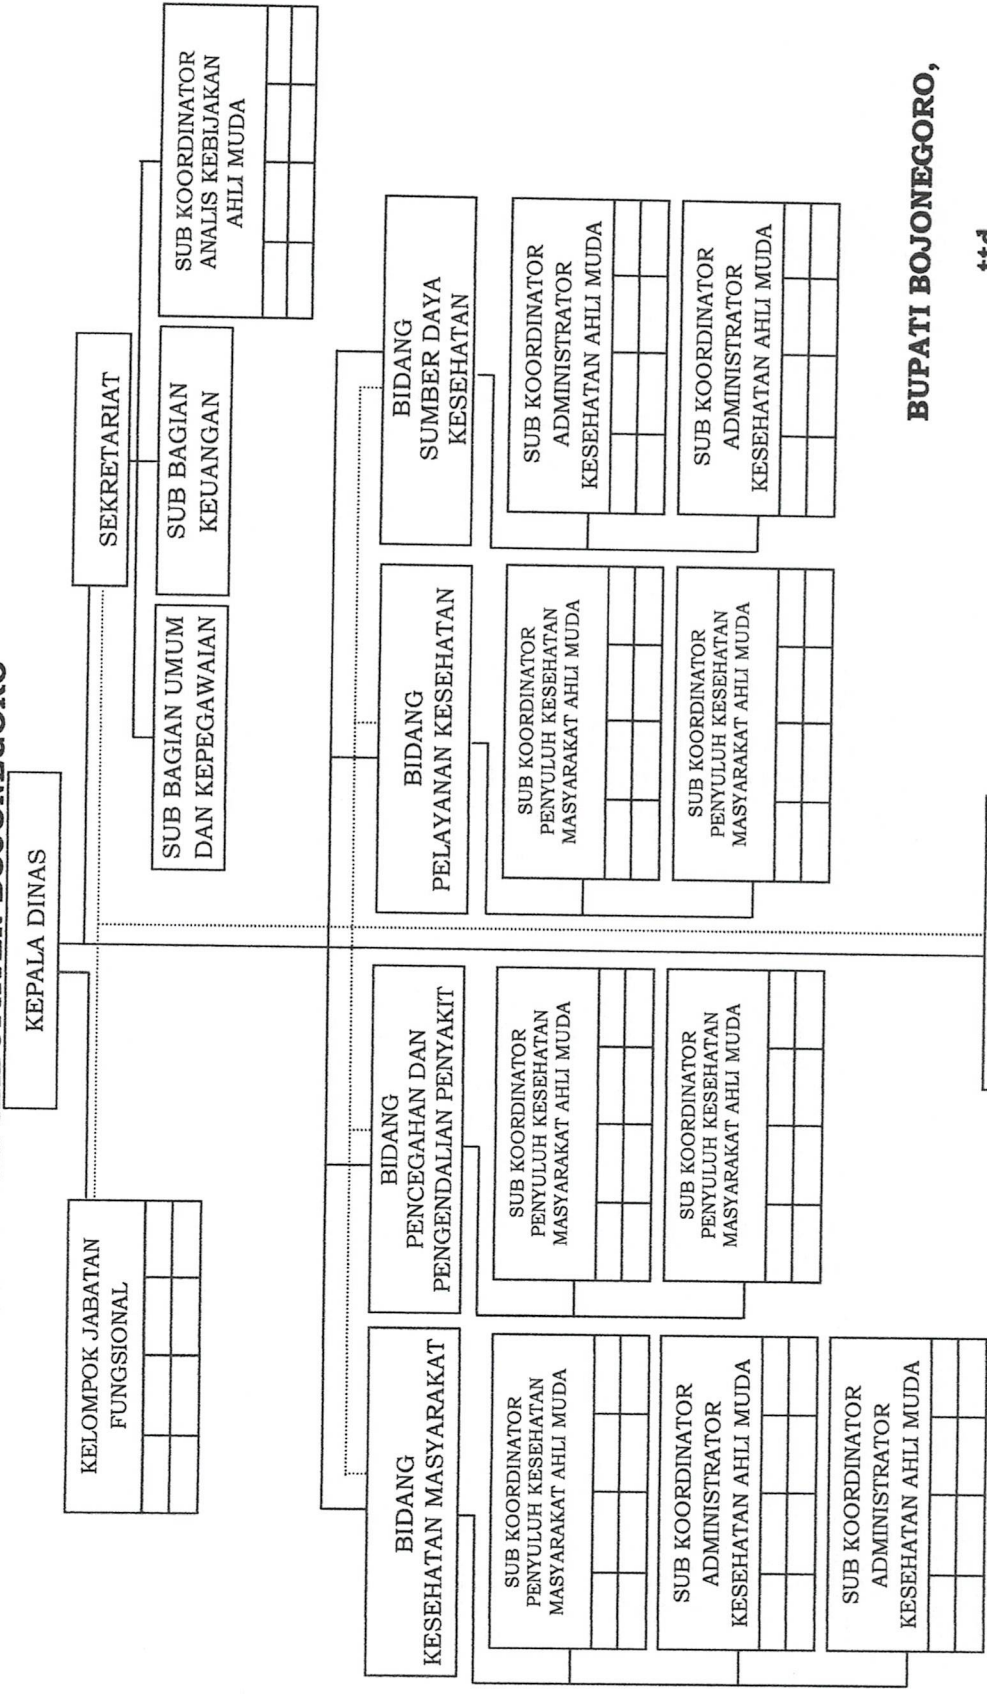 KEPALA DINAS
KELOMPOK JABATAN
FUNGSIONAL
SEKRETARIAT
SUB BAGIAN UMUM
DAN KEPEGAWAIAN
SUB BAGIAN
KEUANGAN
SUB KOORDINATOR
ANALIS KEBIJAKAN
AHLI MUDA
BIDANG
KESEHATAN MASYARAKAT
SUB KOORDINATOR
PENYULUH KESEHATAN
MASYARAKAT AHLI MUDA
SUB KOORDINATOR
ADMINISTRATOR
KESEHATAN AHLI MUDA
SUB KOORDINATOR
ADMINISTRATOR
KESEHATAN AHLI MUDA
BIDANG
PENCEGAHAN DAN
PENGENDALIAN PENYAKIT
SUB KOORDINATOR
PENYULUH KESEHATAN
MASYARAKAT AHLI MUDA
SUB KOORDINATOR
PENYULUH KESEHATAN
MASYARAKAT AHLI MUDA
BIDANG
PELAYANAN KESEHATAN
SUB KOORDINATOR
PENYULUH KESEHATAN
MASYARAKAT AHLI MUDA
SUB KOORDINATOR
PENYULUH KESEHATAN
MASYARAKAT AHLI MUDA
BIDANG
SUMBER DAYA
KESEHATAN
SUB KOORDINATOR
ADMINISTRATOR
KESEHATAN AHLI MUDA
SUB KOORDINATOR
ADMINISTRATOR
KESEHATAN AHLI MUDA
BUPATI BOJONEGORO,
ttd